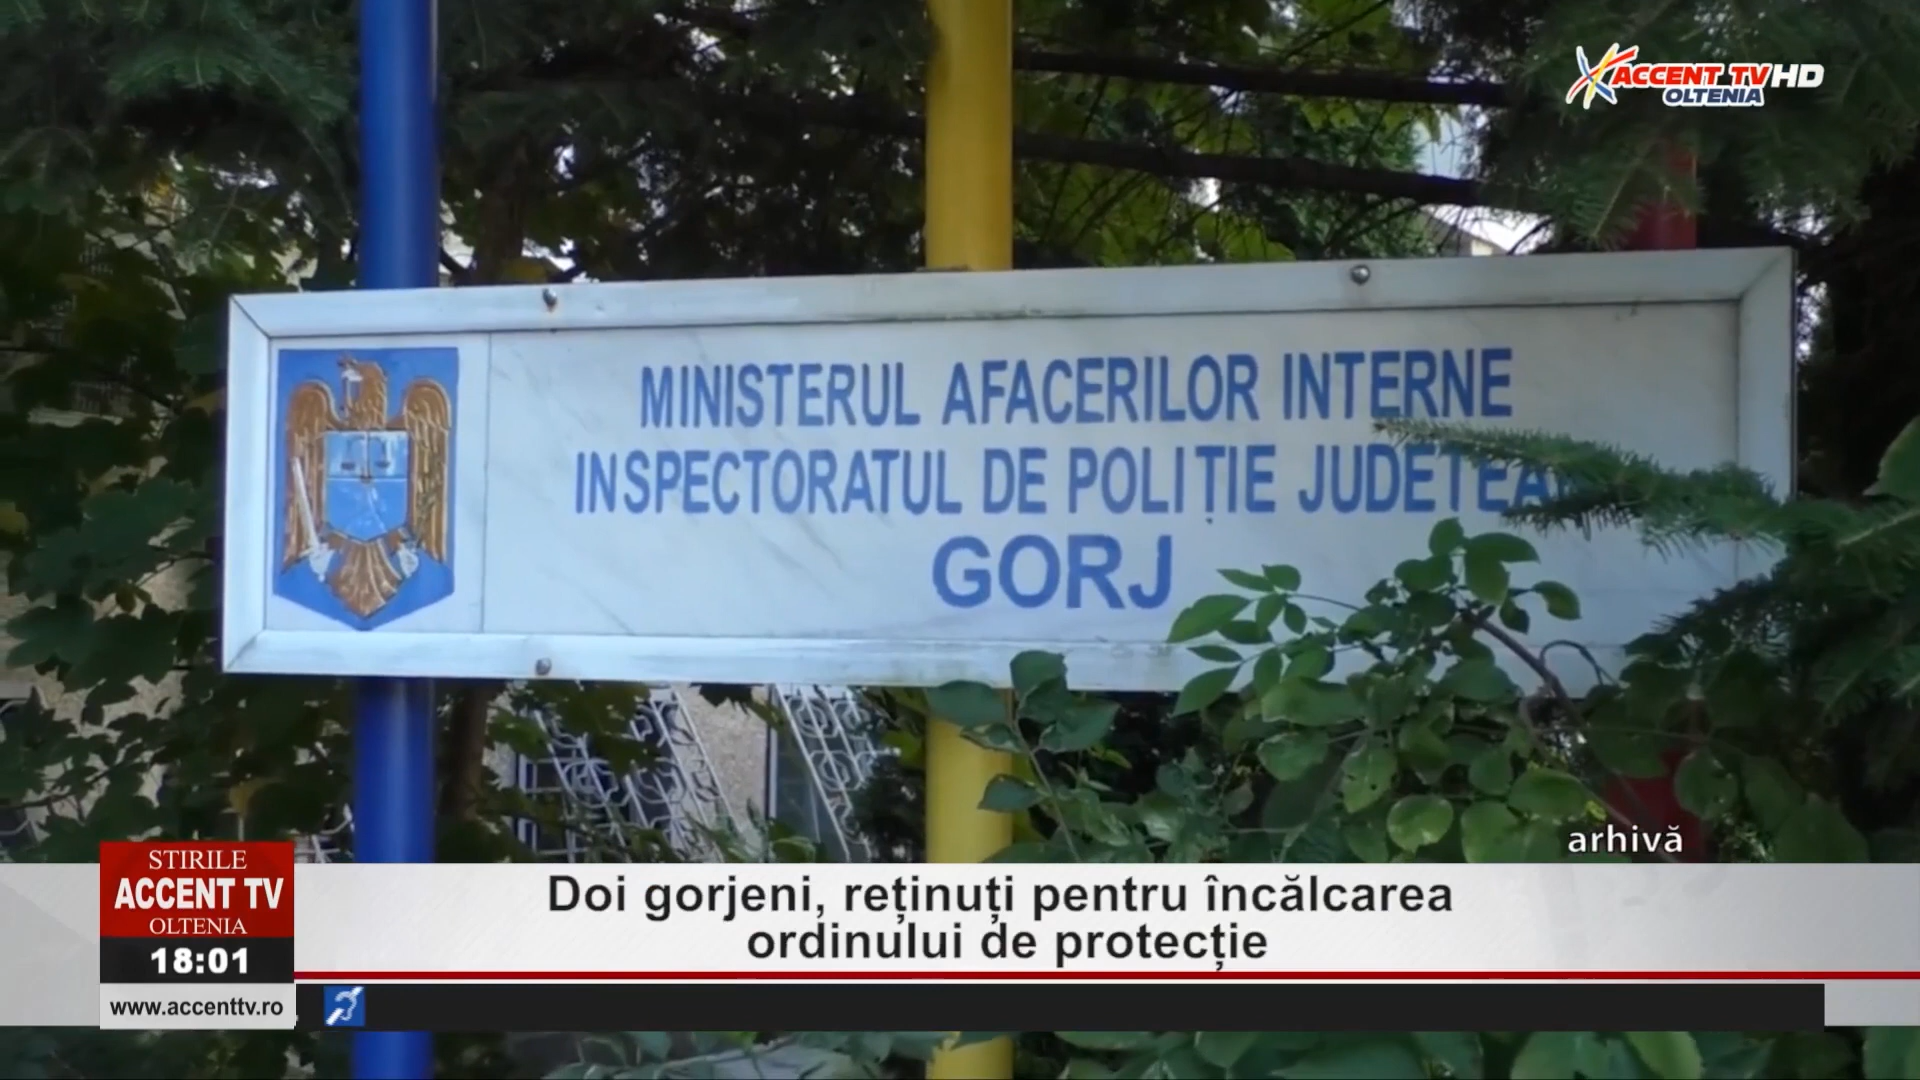 ACCENT TV HD
OLTENIA
MINISTERUL AFACERILOR INTERNE
INSPECTORATUL DE POLIȚIE
GORJ
arhivă
STIRILE
ACCENT TV
OLTENIA
18:01
www.accenttv.ro
Doi gorjeni, reținuți pentru încălcarea
ordinului de protecție